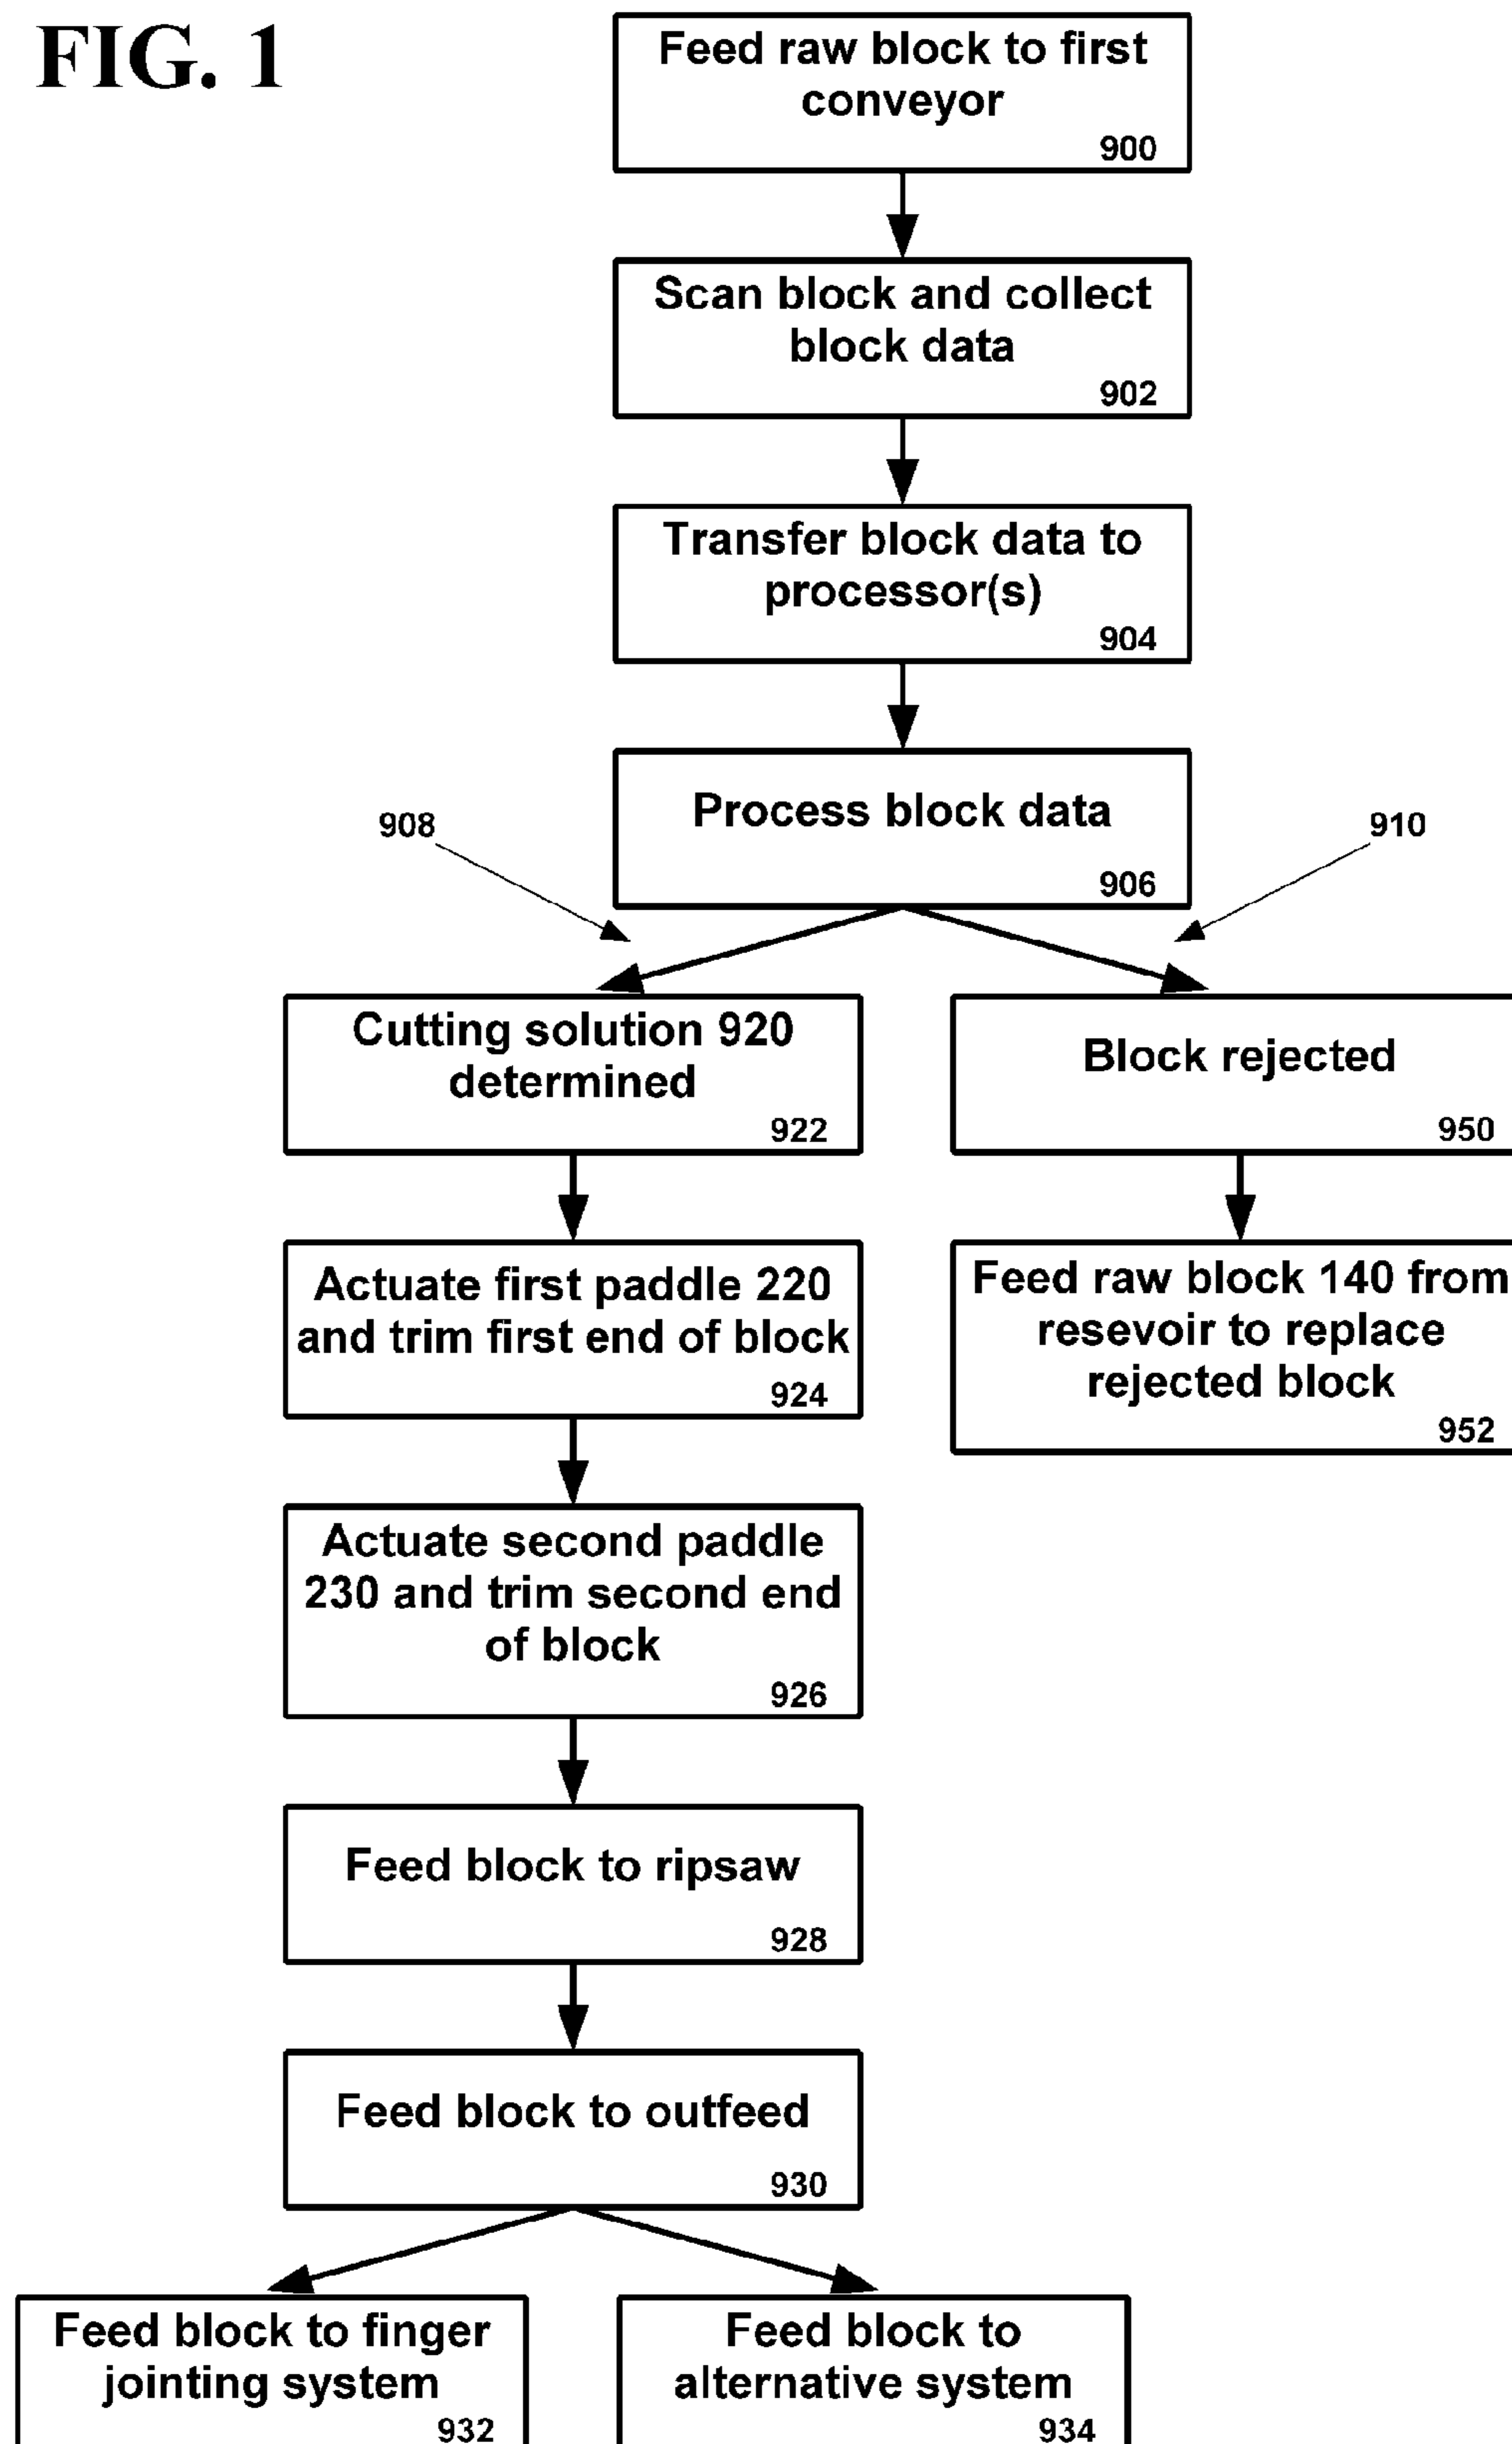 FIG. 1
Feed raw block to first
conveyor
900
Scan block and collect
block data
902
Transfer block data to
processor(s)
904
Process block data
906
908
910
Cutting solution 920
determined
922
Block rejected
950
Actuate first paddle 220
and trim first end of block
924
Feed raw block 140 from
resevoir to replace
rejected block
952
Actuate second paddle
230 and trim second end
of block
926
Feed block to ripsaw
928
Feed block to outfeed
930
Feed block to finger
jointing system
932
Feed block to
alternative system
934